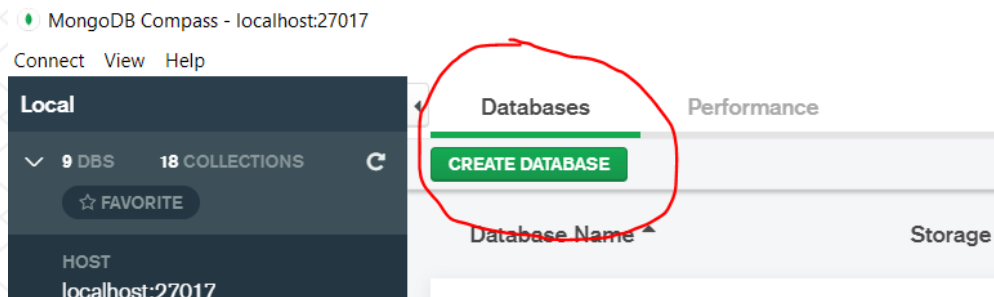 MongoDB Compass - localhost:27017
Connect View Help
Local
Databases Performance
9 DBS 18 COLLECTIONS
CREATE DATABASE
FAVORITE
Database Name Storage
HOST
localhost:27017